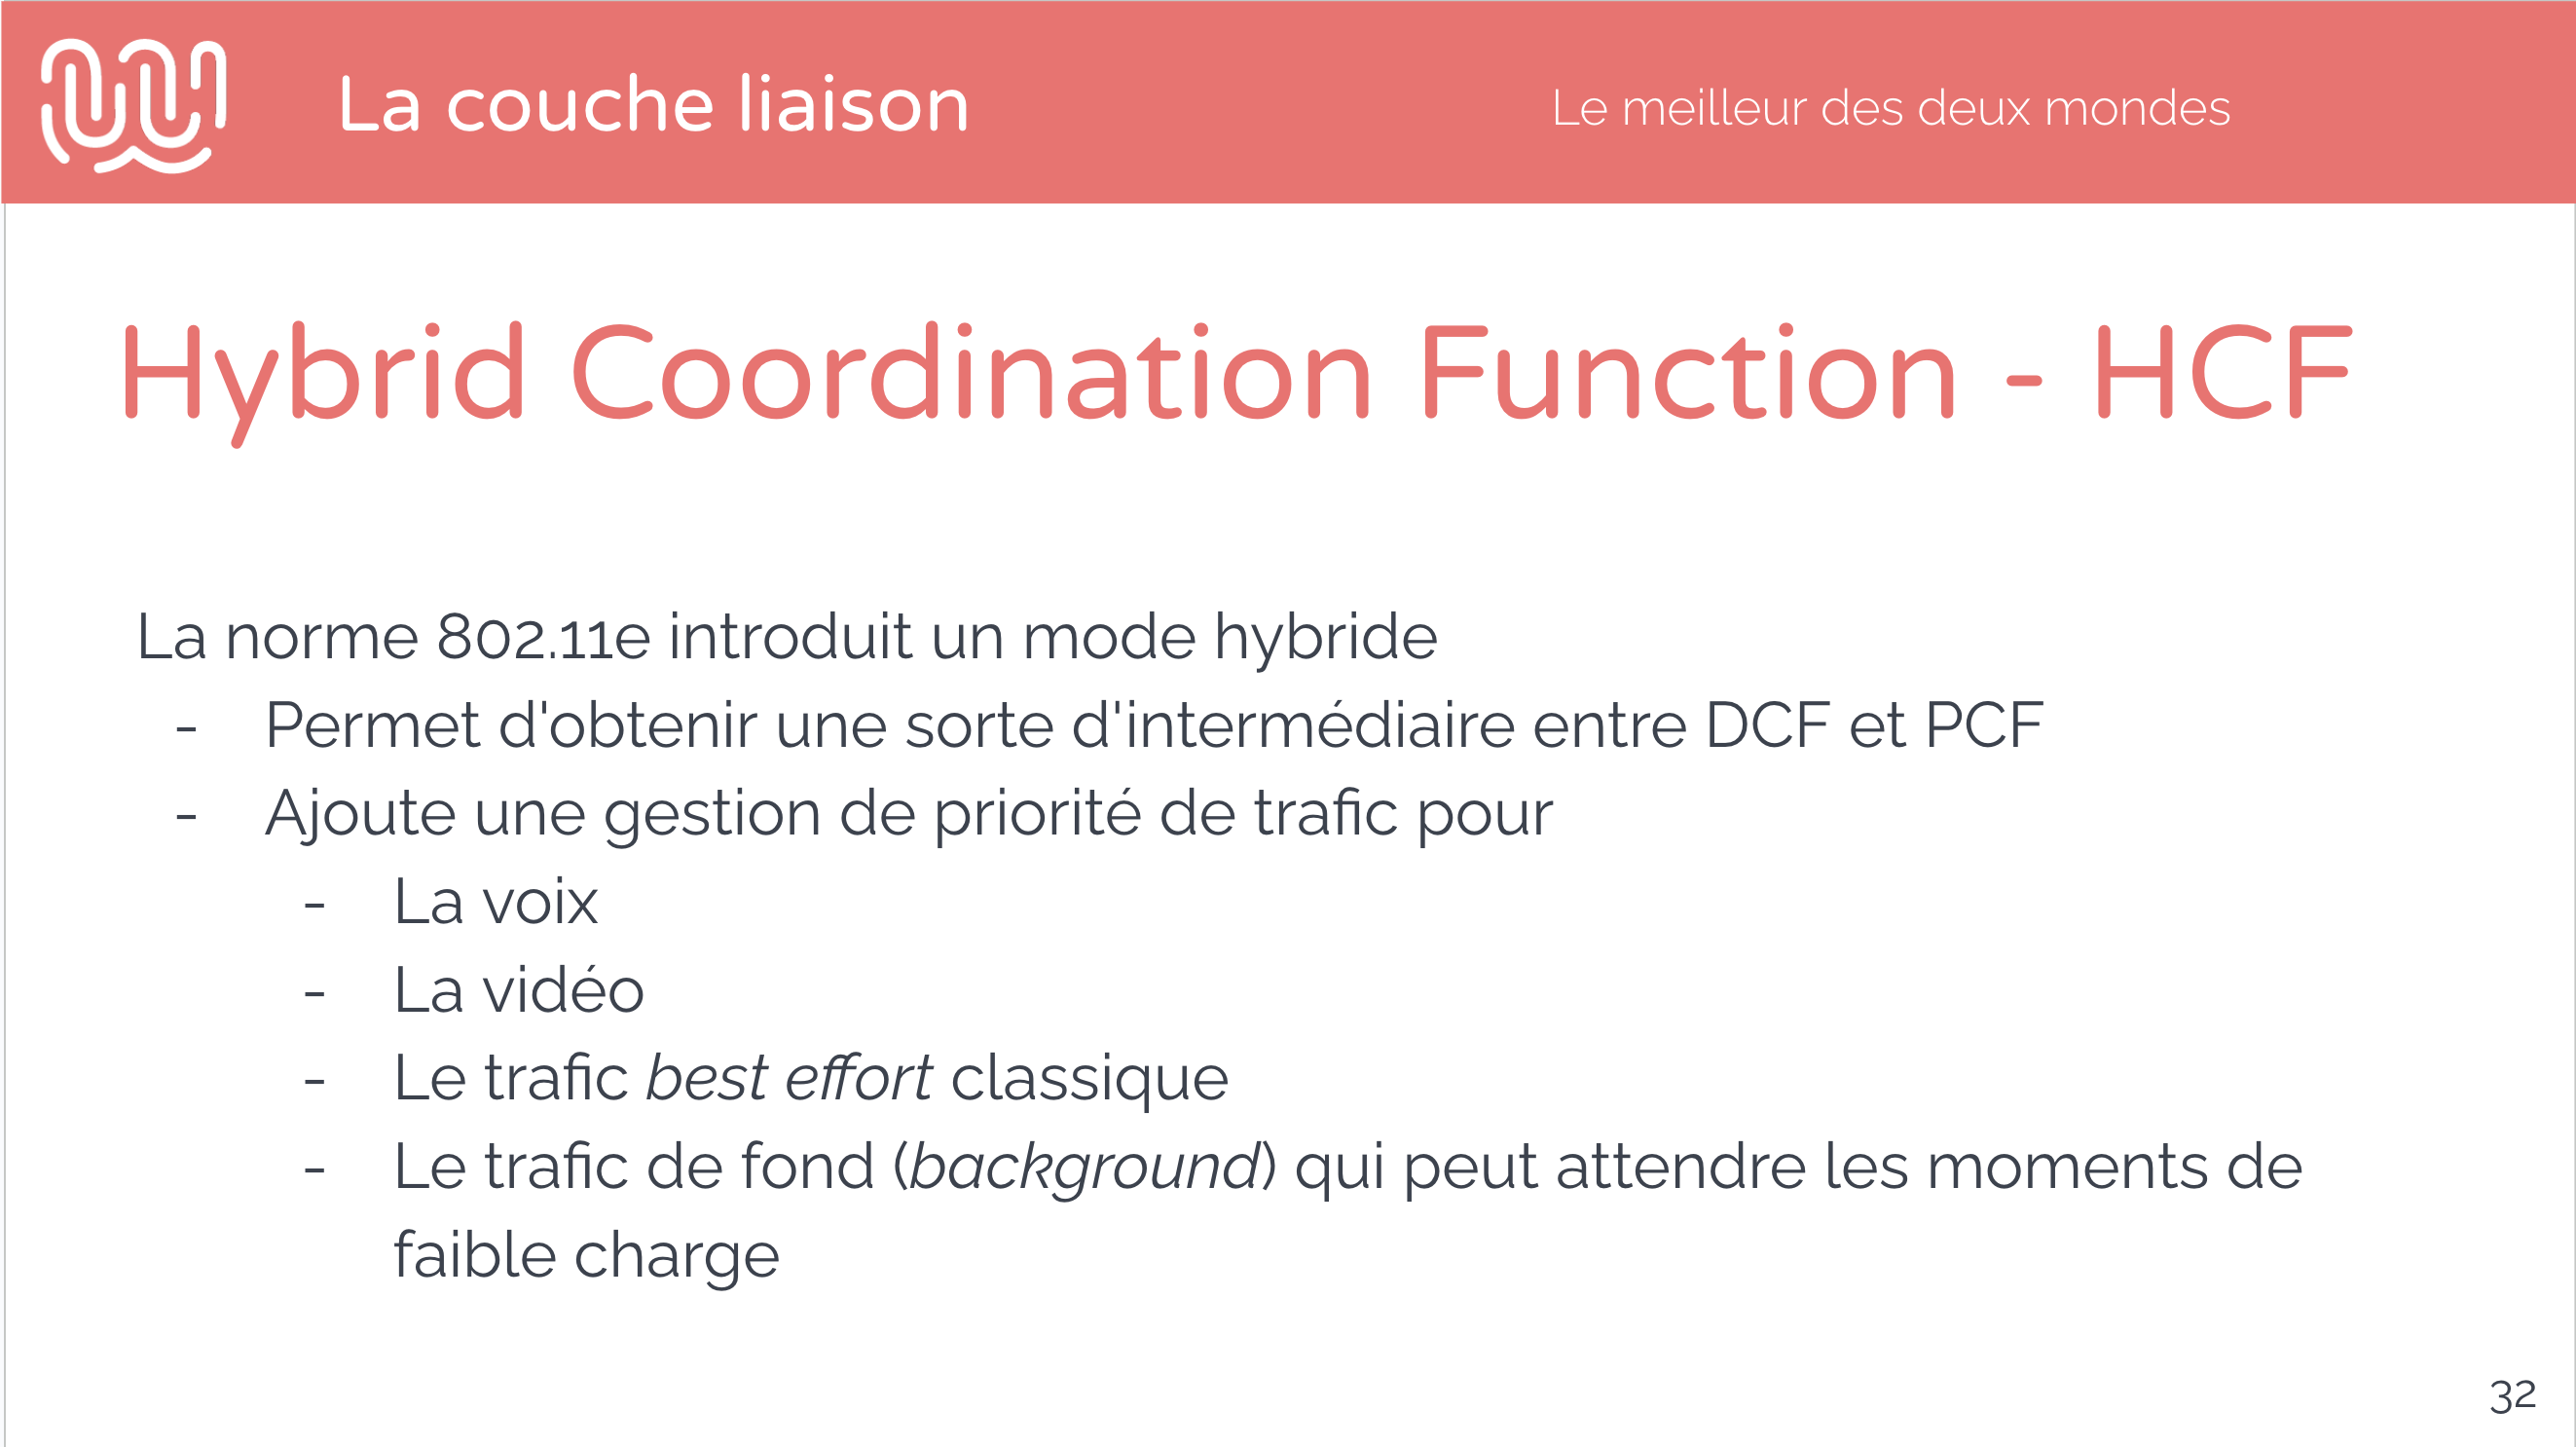 La couche liaison
Le meilleur des deux mondes
Hybrid Coordination Function - HCF
La norme 802.11e introduit un mode hybride
- Permet d'obtenir une sorte d'intermédiaire entre DCF et PCF
- Ajoute une gestion de priorité de trafic pour
- La voix
- La vidéo
- Le trafic best effort classique
- Le trafic de fond (background) qui peut attendre les moments de
faible charge
32